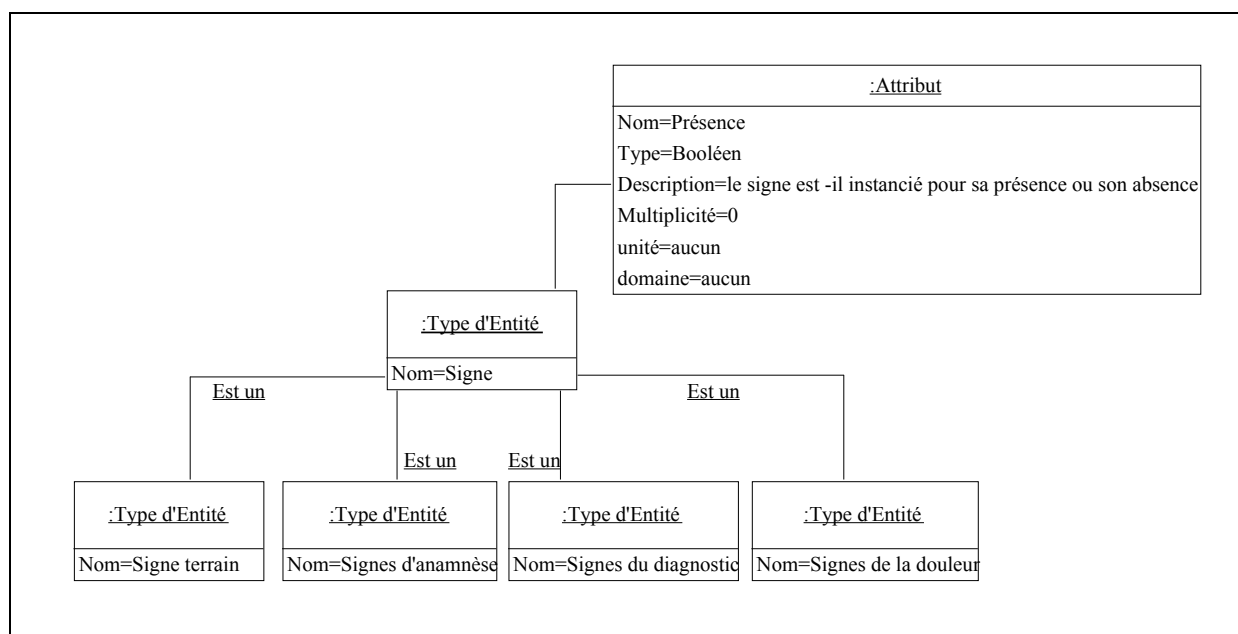 :Attribut
Nom=Présence
Type=Booléen
Description=le signe est -il instancié pour sa présence ou son absence
Multiplicité=0
unité=aucun
domaine=aucun
:Type d'Entité
Nom=Signe
Est un
Est un
Est un
Est un
:Type d'Entité
Nom=Signe terrain
:Type d'Entité
Nom=Signes d'anamnèse
:Type d'Entité
Nom=Signes du diagnostic
:Type d'Entité
Nom=Signes de la douleur